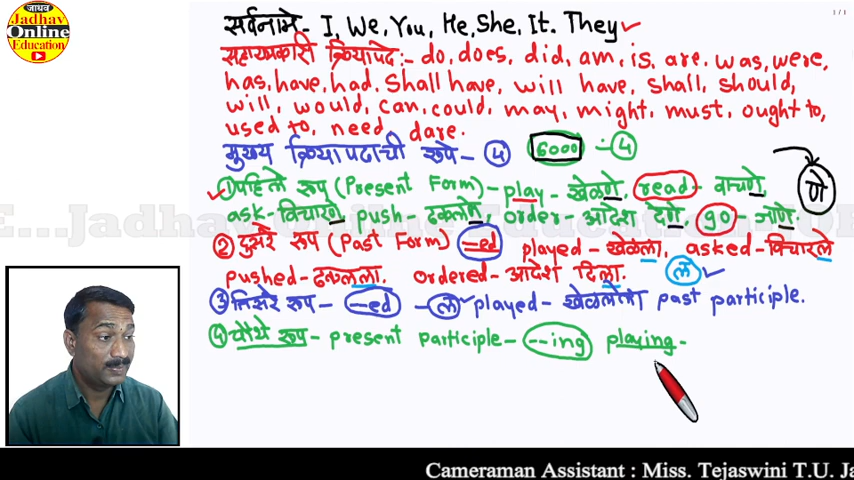 जाधव
Jadhav
Online
Education
1/1
सर्वनामे- I, We, You, He, She, It. They
सहाय्यकारी क्रियापदे:- do, does, did, am, is, are, was, were,
has, have, had. Shall have, will have, shall, should,
will, would, can, could, may, might, must, ought to,
used to, need, dare.
मुख्य क्रियापदाची रूपे- 4 6000 ÷ 4
1) पहिले रूप (Present Form)- play- खेळणे, read- वाचणे, णे
ask- विचारणे push- ढकलणे, order- आदेश देणे, go- जाणे,
2 दुसरे रूप (Past Form) -ed played- खेळला, asked- विचारले
pushed- ढकलला. ordered- आदेश दिला. ले
3 तिसरे रूप- -ed -ले played- खेळलेला past participle.
4 चौथे रूप- present participle- --ing playing-
Cameraman Assistant : Miss. Tejaswini T.U. Ja